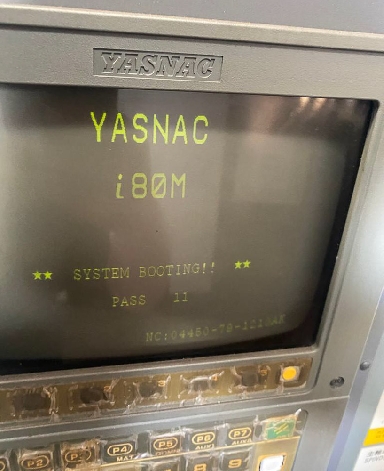 YASNAC
YASNAC
i80M
** SYSTEM BOOTING!! **
PASS 11
P4
P5
P6
P7